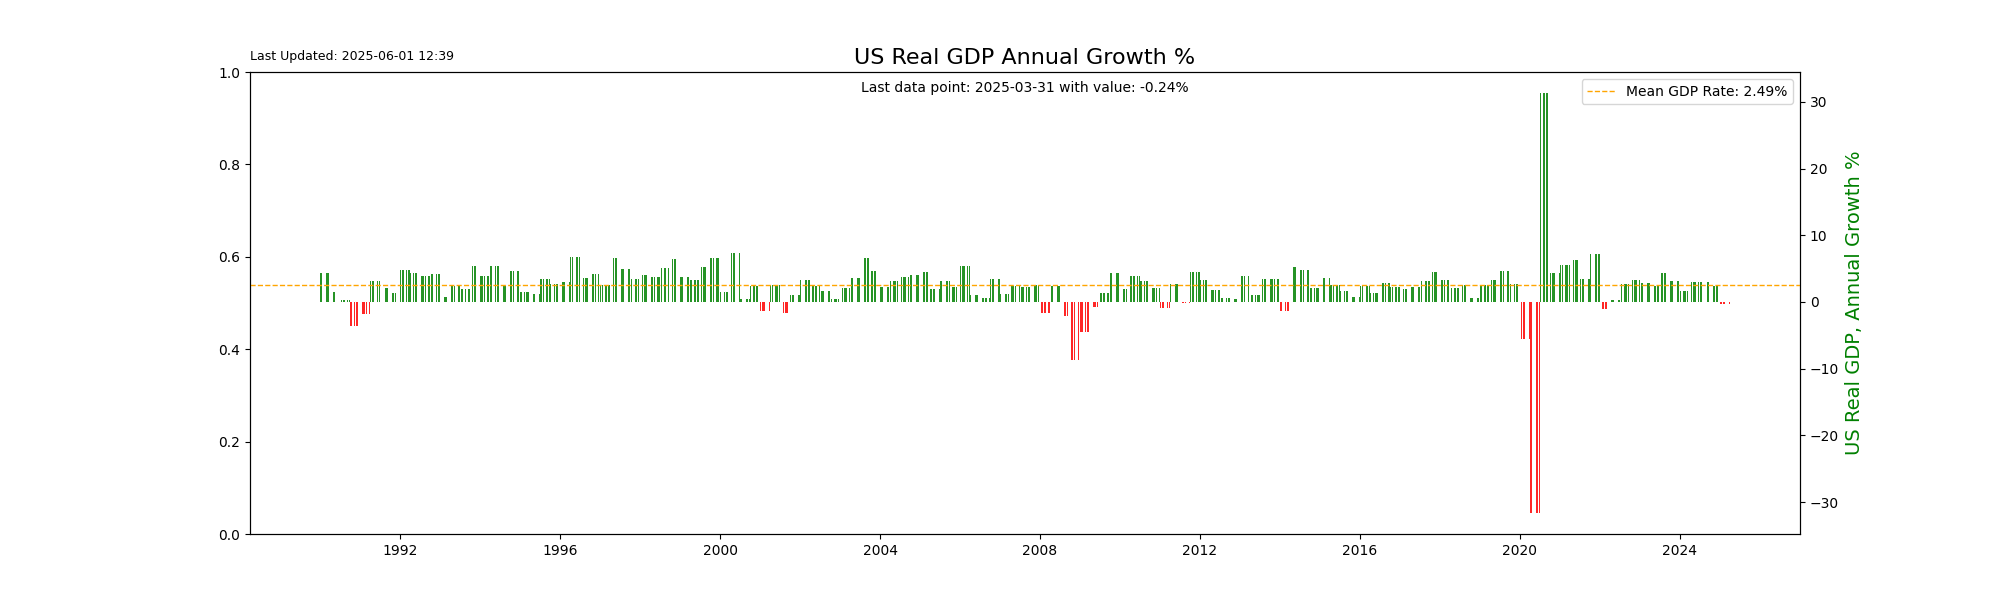 Last Updated: 2025-06-01 12:39
US Real GDP Annual Growth %
Last data point: 2025-03-31 with value: -0.24%
Mean GDP Rate: 2.49%
1.0
0.8
0.6
0.4
0.2
0.0
30
20
10
0
−10
−20
−30
US Real GDP, Annual Growth %
1992 1996 2000 2004 2008 2012 2016 2020 2024